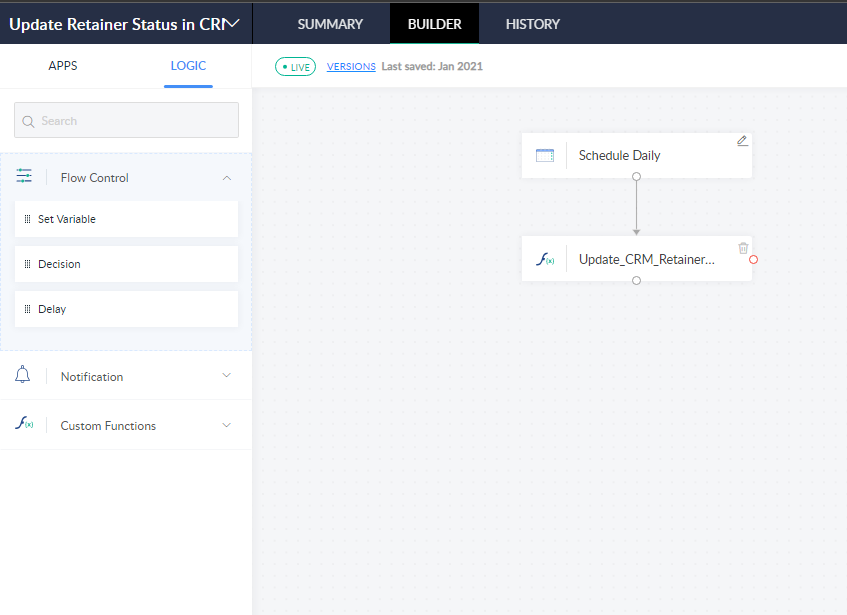 Update Retainer Status in CRM
SUMMARY
BUILDER
HISTORY
APPS
LOGIC
LIVE
VERSIONS
Last saved: Jan 2021
Search
Flow Control
Set Variable
Decision
Delay
Notification
f(x) Custom Functions
Schedule Daily
f(x) Update_CRM_Retainer...